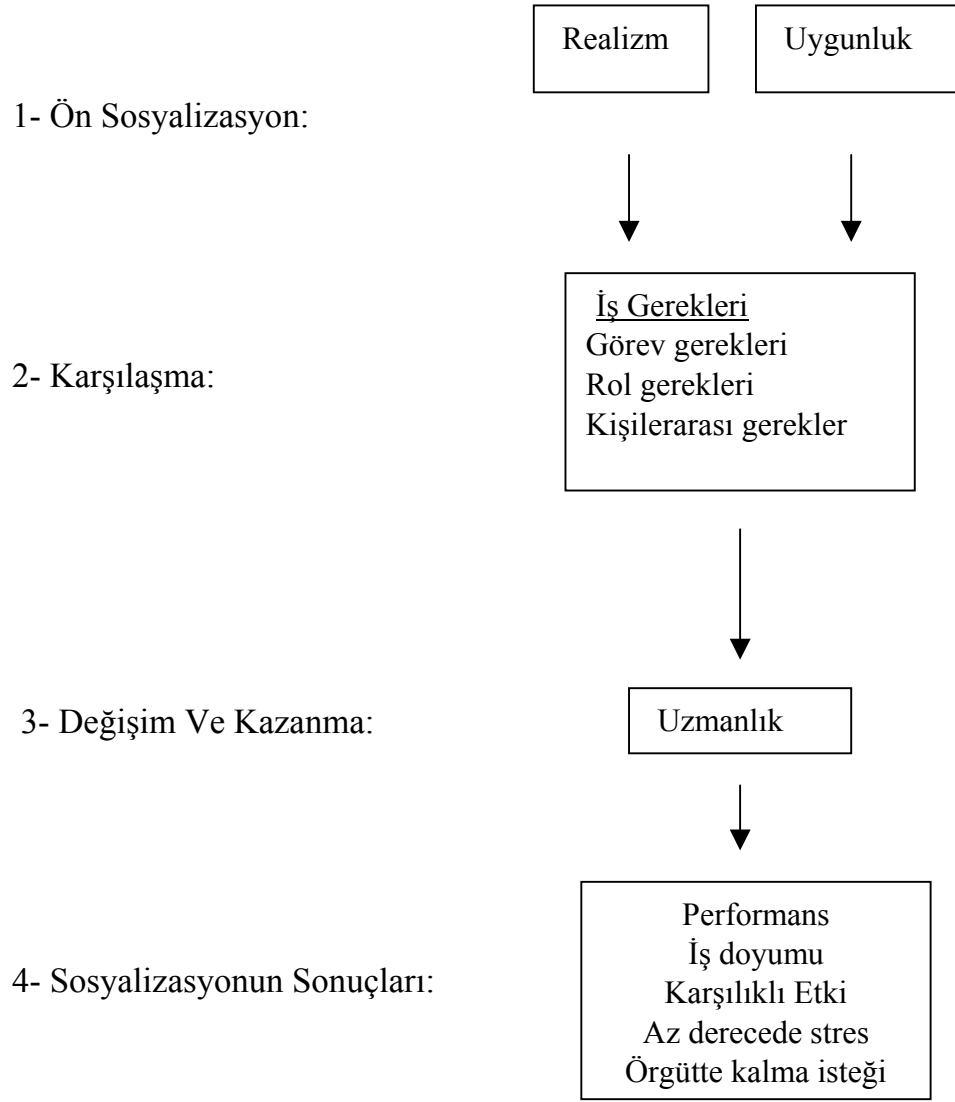 Realizm
Uygunluk
1- Ön Sosyalizasyon:
İş Gerekleri
Görev gerekleri
Rol gerekleri
Kişilerarası gerekler
2- Karşılaşma:
3- Değişim Ve Kazanma:
Uzmanlık
Performans
İş doyumu
Karşılıklı Etki
Az derecede stres
Örgütte kalma isteği
4- Sosyalizasyonun Sonuçları: